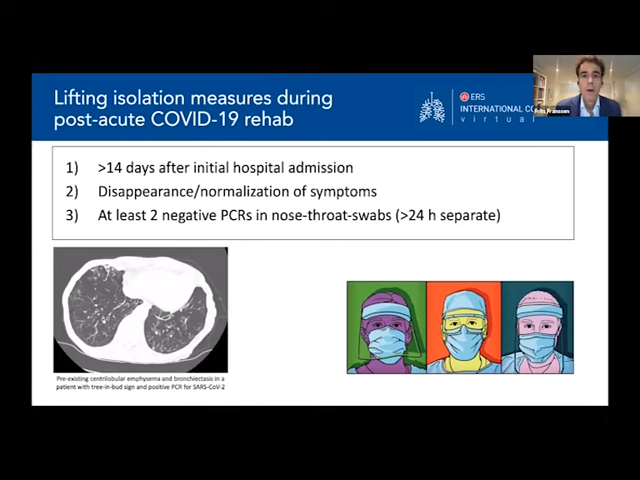 Lifting isolation measures during
post-acute COVID-19 rehab
ERS
INTERNATIONAL
virtual
Frits Franssen
1) >14 days after initial hospital admission
2) Disappearance/normalization of symptoms
3) At least 2 negative PCRs in nose-throat-swabs (>24 h separate)
Pre-existing centrilobular emphysema and bronchiectasis in a
patient with tree-in-bud sign and positive PCR for SARS-CoV-2